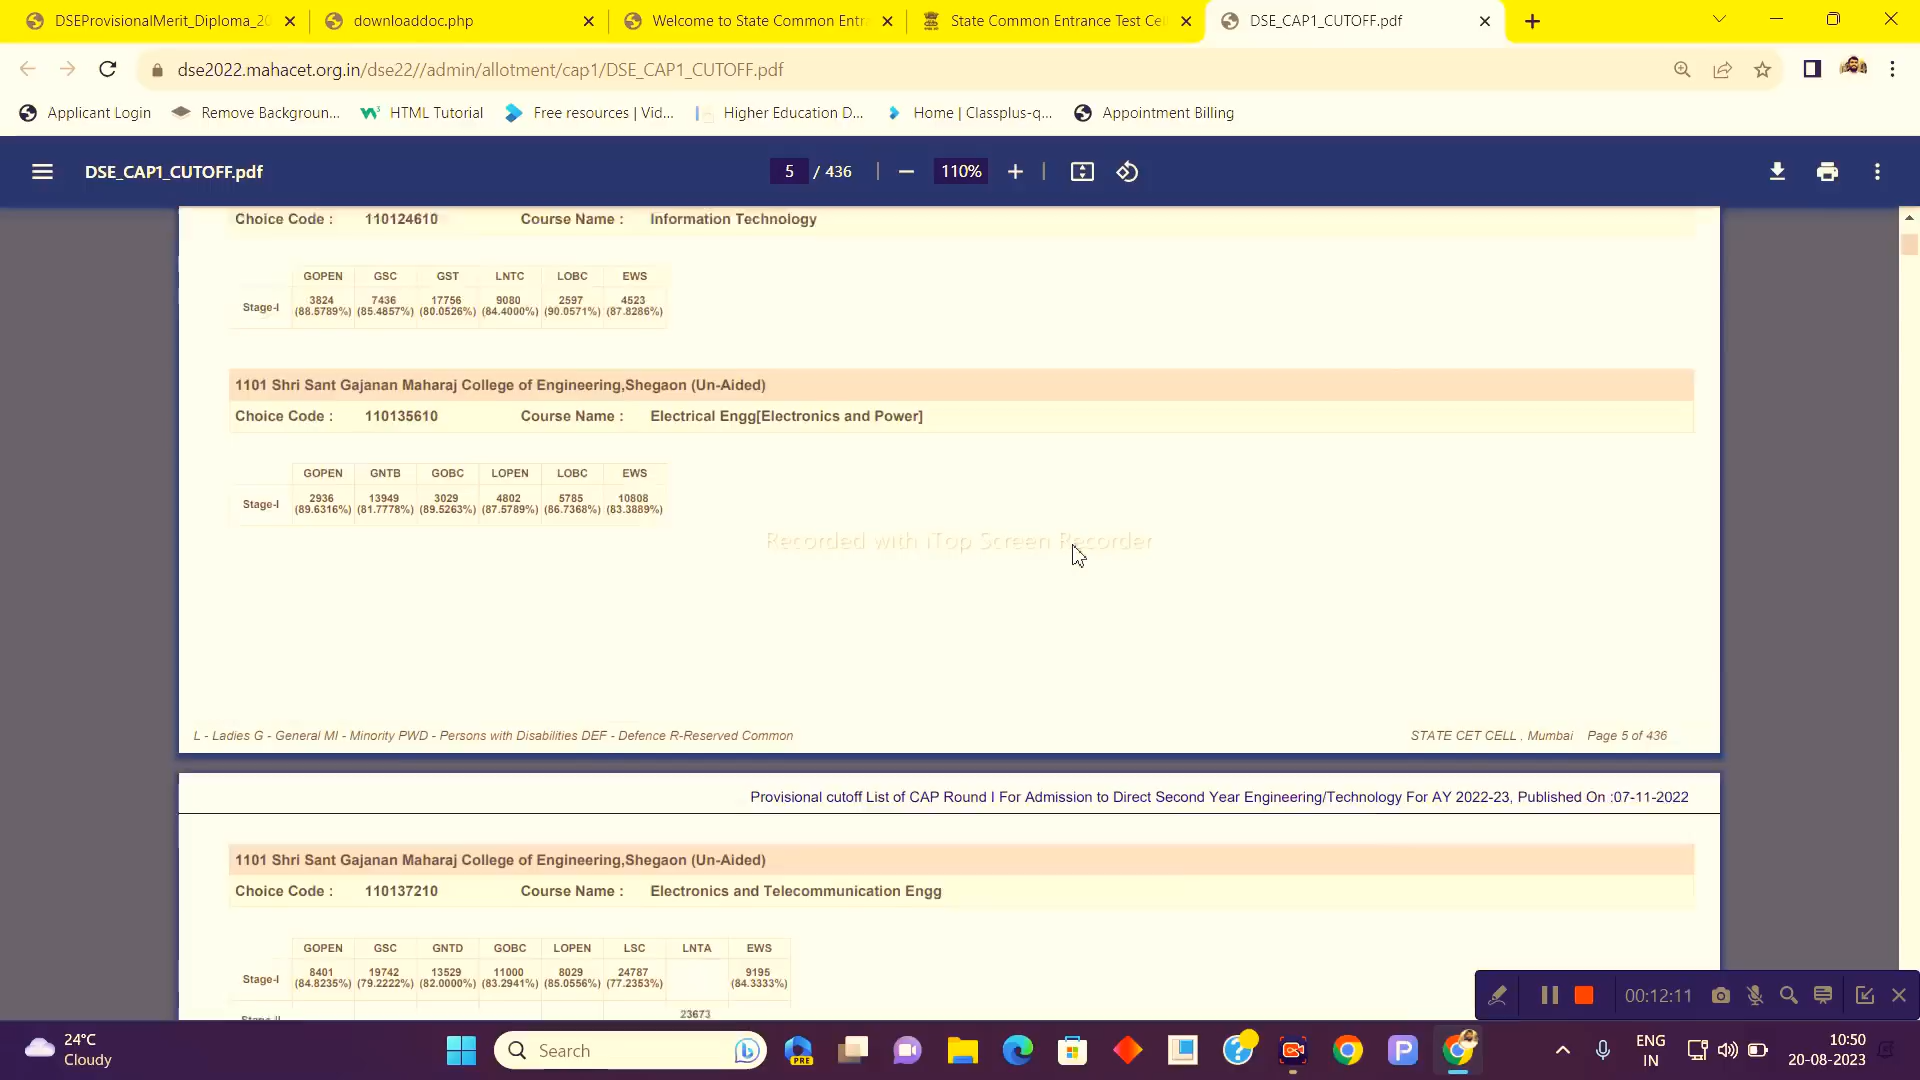 DSEProvisionalMerit_Diploma_20
downloaddoc.php
Welcome to State Common Entra
State Common Entrance Test Cel
DSE_CAP1_CUTOFF.pdf
dse2022.mahacet.org.in/dse22//admin/allotment/cap1/DSE_CAP1_CUTOFF.pdf
Applicant Login
Remove Backgroun...
HTML Tutorial
Free resources | Vid...
Higher Education D...
Home | Classplus-q...
Appointment Billing
DSE_CAP1_CUTOFF.pdf
5 / 436
110%
Choice Code : 110124610 Course Name : Information Technology
GOPEN GSC GST LNTC LOBC EWS
Stage-I
3824 7436 17756 9080 2597 4523
(88.5789%) (85.4857%) (80.0526%) (84.4000%) (90.0571%) (87.8286%)
1101 Shri Sant Gajanan Maharaj College of Engineering,Shegaon (Un-Aided)
Choice Code : 110135610 Course Name : Electrical Engg[Electronics and Power]
GOPEN GNTB GOBC LOPEN LOBC EWS
Stage-I
2936 13949 3029 4802 5785 10808
(89.6316%) (81.7778%) (89.5263%) (87.5789%) (86.7368%) (83.3889%)
Recorded with iTop Screen Recorder
L - Ladies G - General MI - Minority PWD - Persons with Disabilities DEF - Defence R-Reserved Common
STATE CET CELL , Mumbai Page 5 of 436
Provisional cutoff List of CAP Round I For Admission to Direct Second Year Engineering/Technology For AY 2022-23, Published On :07-11-2022
1101 Shri Sant Gajanan Maharaj College of Engineering,Shegaon (Un-Aided)
Choice Code : 110137210 Course Name : Electronics and Telecommunication Engg
GOPEN GSC GNTD GOBC LOPEN LSC LNTA EWS
Stage-I
8401 19742 13529 11000 8029 24787 9195
(84.8235%) (79.2222%) (82.0000%) (83.2941%) (85.0556%) (77.2353%) (84.3333%)
23673
00:12:11
24°C
Cloudy
Search
PRE
ENG
IN
10:50
20-08-2023